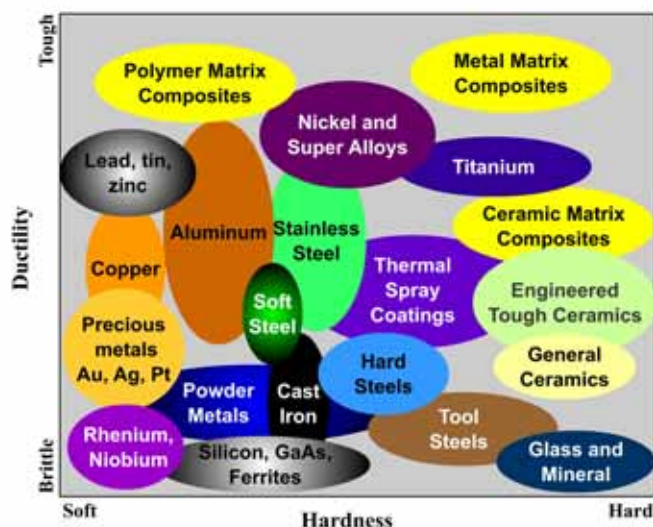 Tough
Ductility
Brittle
Polymer Matrix
Composites
Metal Matrix
Composites
Nickel and
Super Alloys
Lead, tin,
zinc
Titanium
Aluminum
Stainless
Steel
Ceramic Matrix
Composites
Copper
Thermal
Spray
Coatings
Engineered
Tough Ceramics
Soft
Steel
Precious
metals
Au, Ag, Pt
Hard
Steels
General
Ceramics
Powder
Metals
Cast
Iron
Tool
Steels
Rhenium,
Niobium
Silicon, GaAs,
Ferrites
Glass and
Mineral
Soft
Hardness
Hard